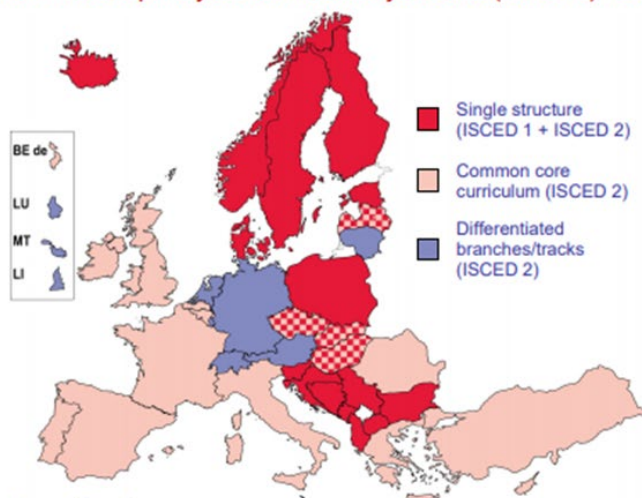 Single structure
(ISCED 1 + ISCED 2)
BE de
Common core
curriculum (ISCED 2)
LU
Differentiated
branches/tracks
(ISCED 2)
MT
LI